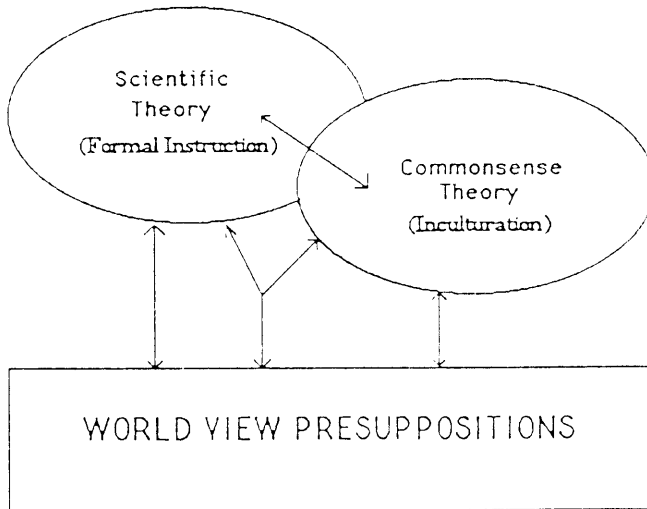 Scientific
Theory
(Formal Instruction)
Commonsense
Theory
(Inculturation)
WORLD VIEW PRESUPPOSITIONS